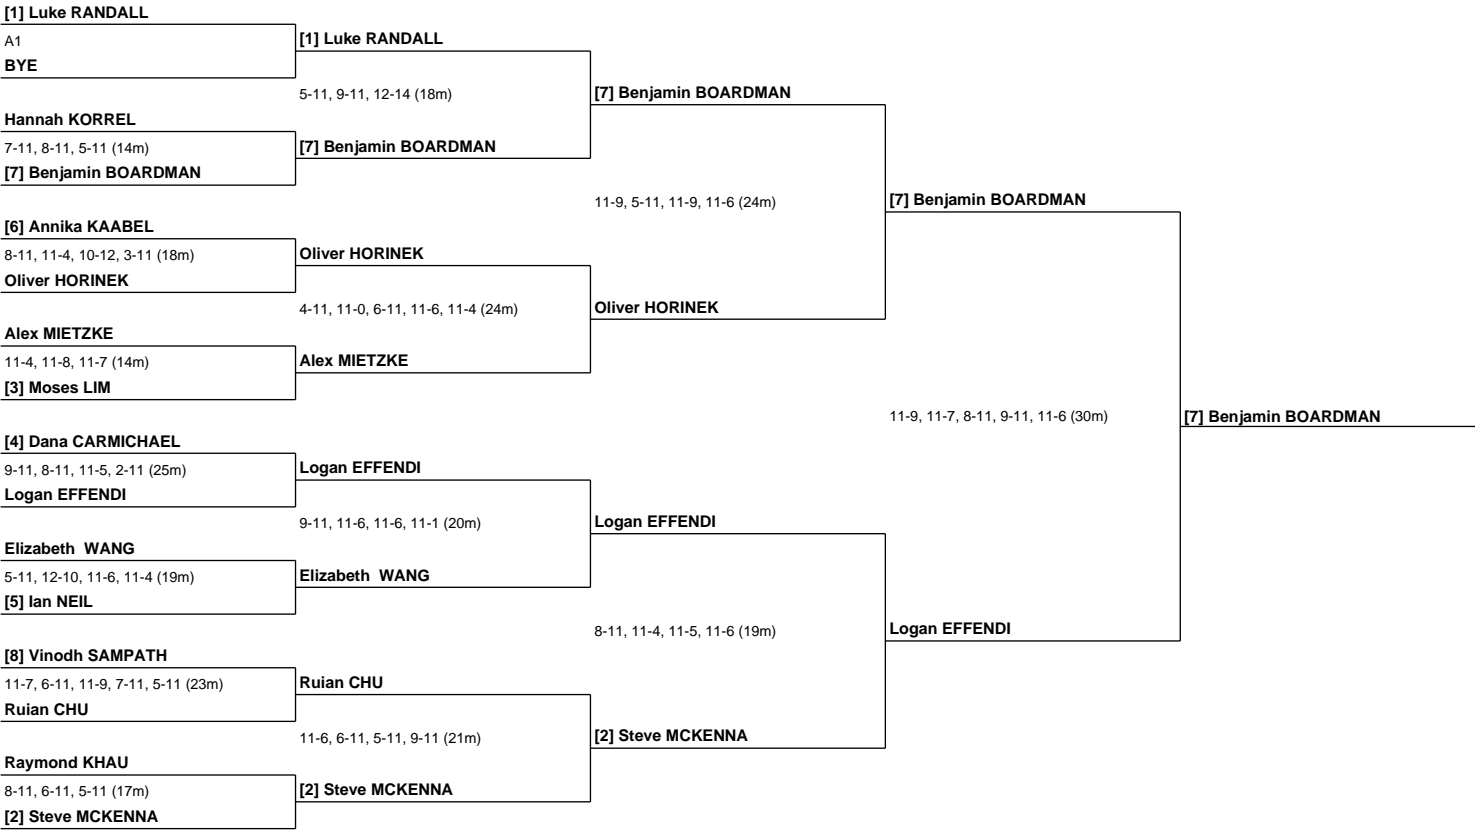 [1] Luke RANDALL
A1
BYE
Hannah KORREL
7-11, 8-11, 5-11 (14m)
[7] Benjamin BOARDMAN
[6] Annika KAABEL
8-11, 11-4, 10-12, 3-11 (18m)
Oliver HORINEK
Alex MIETZKE
11-4, 11-8, 11-7 (14m)
[3] Moses LIM
[4] Dana CARMICHAEL
9-11, 8-11, 11-5, 2-11 (25m)
Logan EFFENDI
Elizabeth  WANG
5-11, 12-10, 11-6, 11-4 (19m)
[5] Ian NEIL
[8] Vinodh SAMPATH
11-7, 6-11, 11-9, 7-11, 5-11 (23m)
Ruian CHU
Raymond KHAU
8-11, 6-11, 5-11 (17m)
[2] Steve MCKENNA
[1] Luke RANDALL
5-11, 9-11, 12-14 (18m)
[7] Benjamin BOARDMAN
Oliver HORINEK
4-11, 11-0, 6-11, 11-6, 11-4 (24m)
Alex MIETZKE
Logan EFFENDI
9-11, 11-6, 11-6, 11-1 (20m)
Elizabeth  WANG
Ruian CHU
11-6, 6-11, 5-11, 9-11 (21m)
[2] Steve MCKENNA
[7] Benjamin BOARDMAN
11-9, 5-11, 11-9, 11-6 (24m)
Oliver HORINEK
Logan EFFENDI
8-11, 11-4, 11-5, 11-6 (19m)
[2] Steve MCKENNA
[7] Benjamin BOARDMAN
11-9, 11-7, 8-11, 9-11, 11-6 (30m)
Logan EFFENDI
[7] Benjamin BOARDMAN